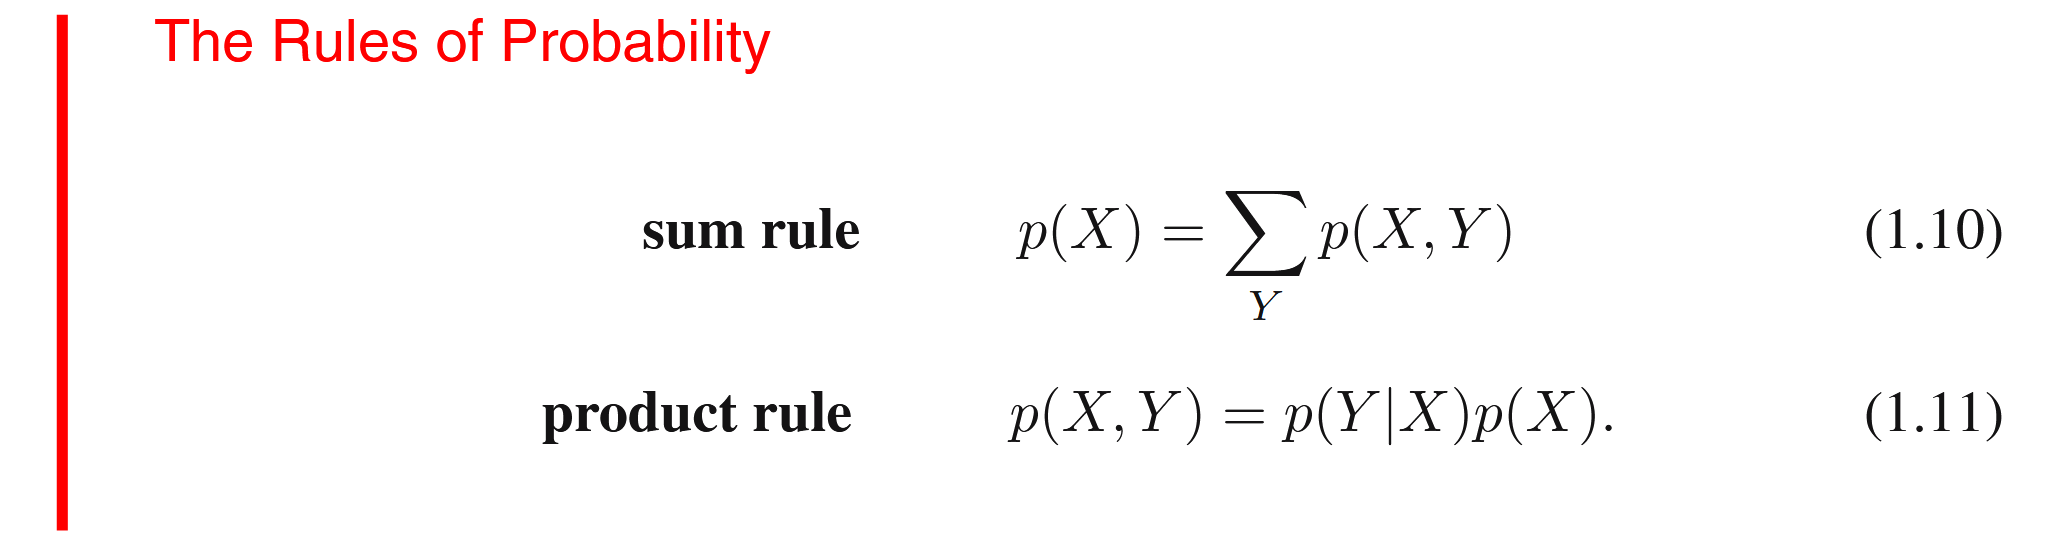 The Rules of Probability
sum rule p(X) = ∑_Y p(X, Y) (1.10)
product rule p(X, Y) = p(Y|X)p(X). (1.11)